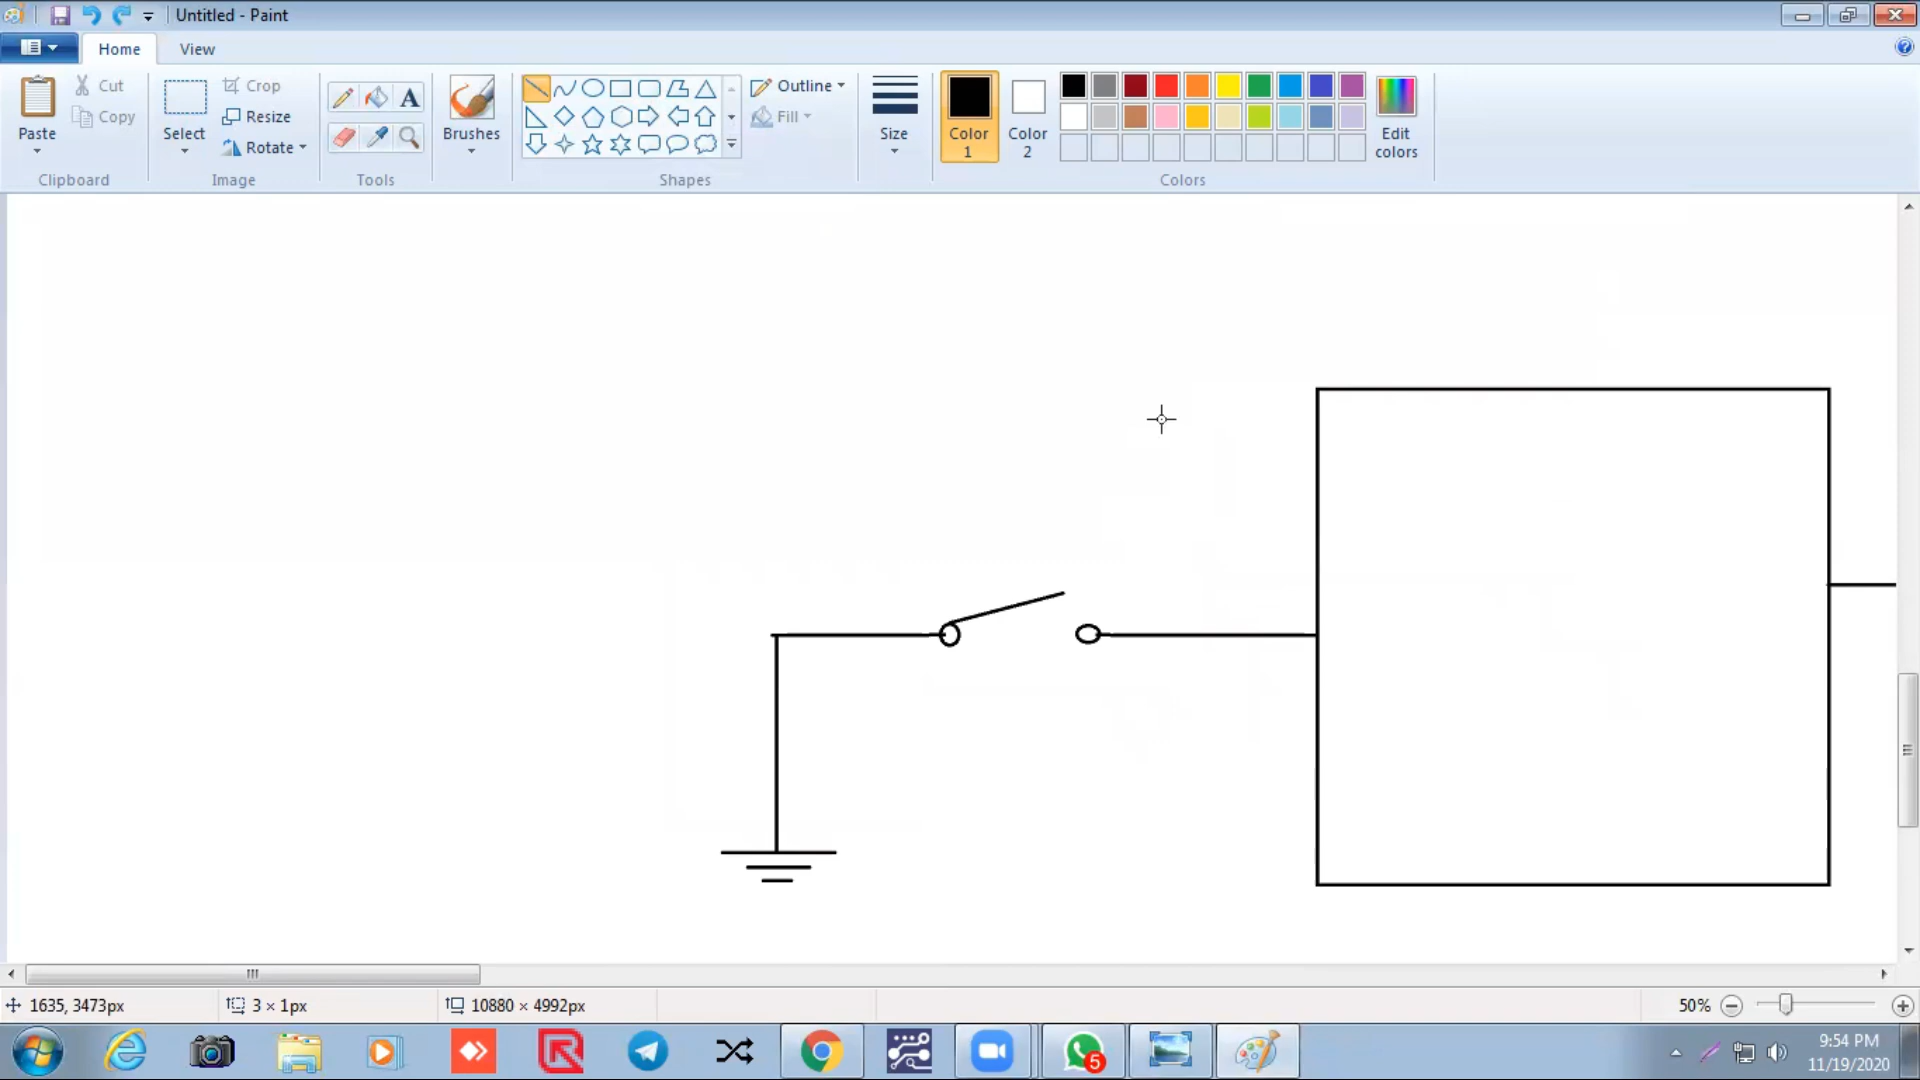 Untitled - Paint
Home View
Paste
Cut
Copy
Clipboard
Select
Crop
Resize
Rotate
Image
A
Tools
Brushes
Shapes
Outline
Fill
Size
Color 1
Color 2
Edit colors
Colors
1635, 3473px
3 × 1px
10880 × 4992px
50%
5
9:54 PM
11/19/2020